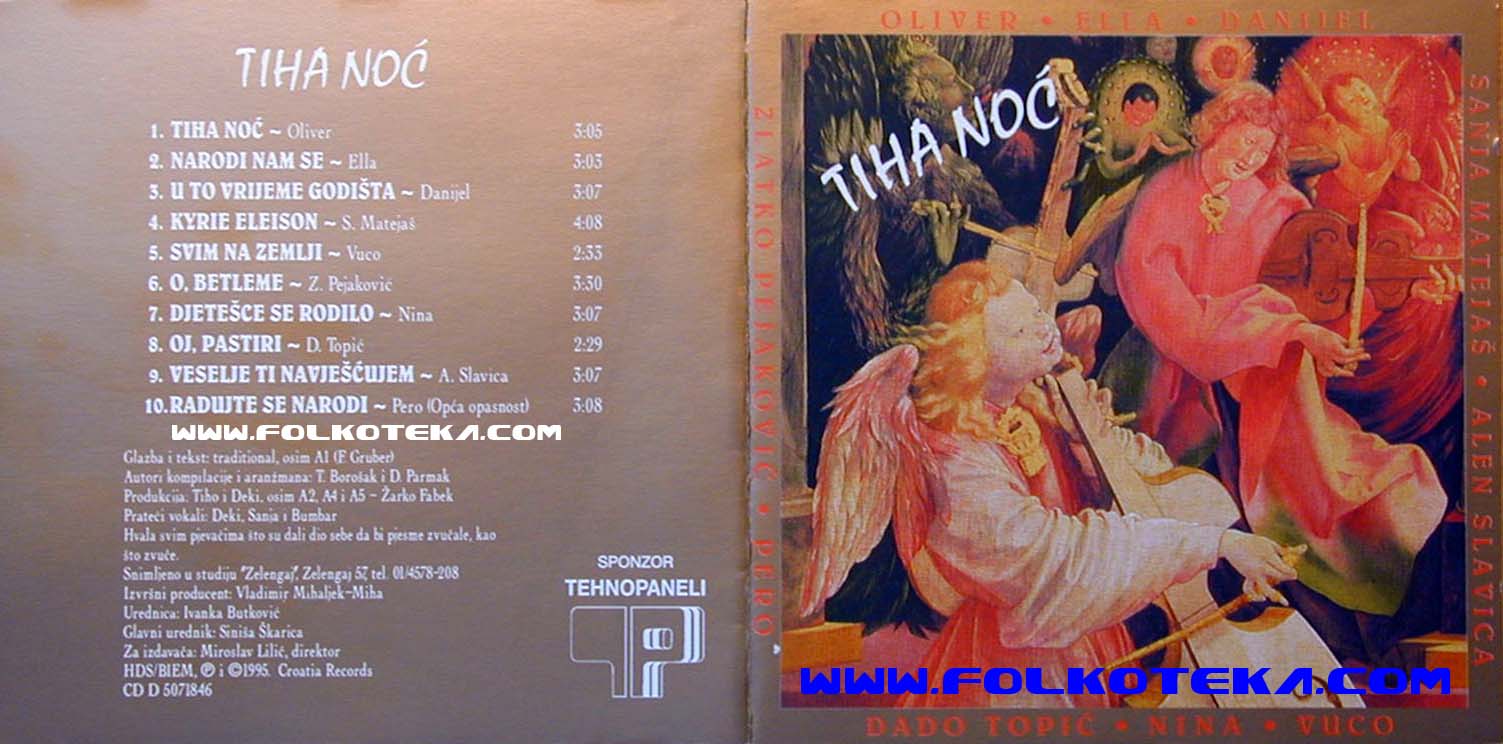 TIHA NOĆ
1. TIHA NOĆ ~ Oliver 3:05
2. NARODI NAM SE ~ Ella 3:03
3. U TO VRIJEME GODIŠTA ~ Danijel 3:07
4. KYRIE ELEISON ~ S. Matejaš 4:08
5. SVIM NA ZEMLJI ~ Vuco 2:33
6. O, BETLEME ~ Z. Pejaković 3:30
7. DJETEŠCE SE RODILO ~ Nina 3:07
8. OJ, PASTIRI ~ D. Topić 2:29
9. VESELJE TI NAVJEŠĆUJEM ~ A. Slavica 3:07
10. RADUJTE SE NARODI ~ Pero (Opća opasnost) 3:08
WWW.FOLKOTEKA.COM
Glazba i tekst: traditional, osim A1 (F. Gruber)
Autori kompilacije i aranžmana: T. Borošak i D. Parmak
Produkcija: Tiho i Deki, osim A2, A4 i A5 – Žarko Fabek
Prateći vokali: Deki, Sanja i Bumbar
Hvala svim pjevačima što su dali dio sebe da bi pjesme zvučale, kao
što zvuče.
Snimljeno u studiju "Zelengaj", Zelengaj 57, tel. 01/4578-208
Izvršni producent: Vladimir Mihaljek-Miha
Urednica: Ivanka Butković
Glavni urednik: Siniša Škarica
Za izdavača: Miroslav Lilić, direktor
HDS/BIEM, ℗ i ©1995. Croatia Records
CD D 5071846
SPONZOR
TEHNOPANELI
OLIVER • ELLA • DANIJEL
ZLATKO PEJAKOVIĆ • PERO
TIHA NOĆ
SANJA MATEJAŠ • ALEN SLAVICA
WWW.FOLKOTEKA.COM
DADO TOPIĆ • NINA • VUCO